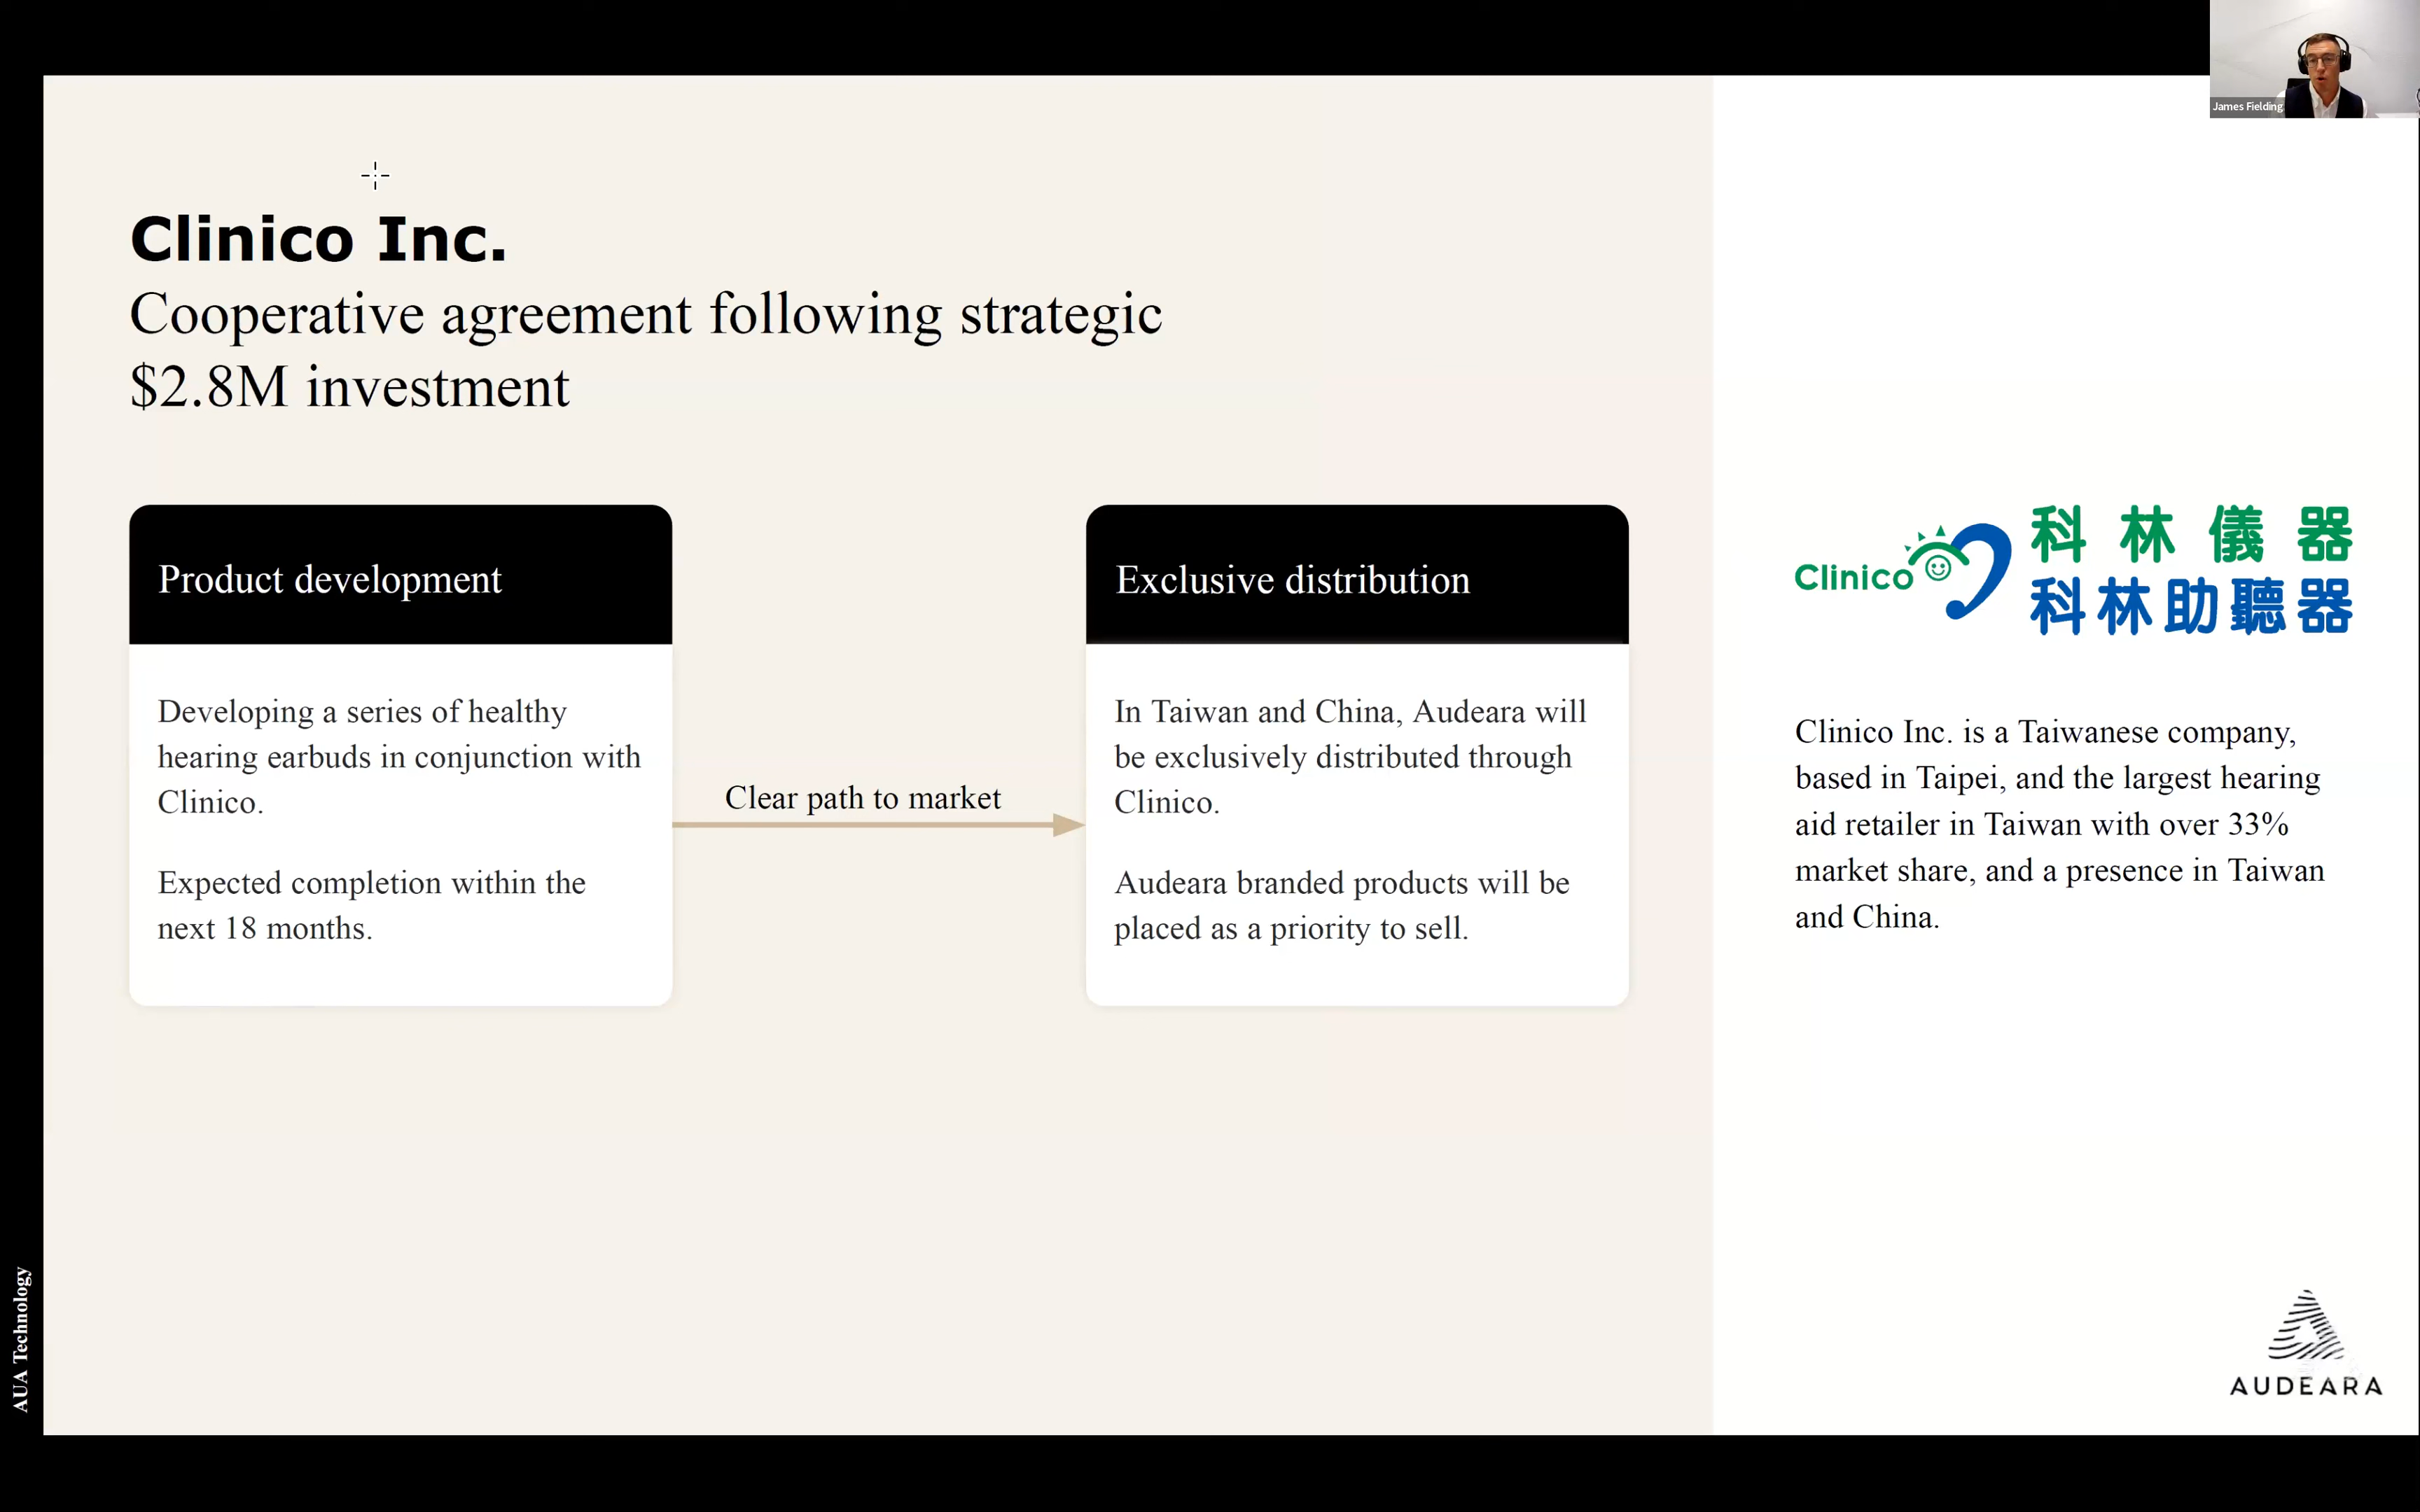 James Fielding
Clinico Inc.
Cooperative agreement following strategic
$2.8M investment
Product development
Developing a series of healthy
hearing earbuds in conjunction with
Clinico.
Expected completion within the
next 18 months.
Clear path to market
Exclusive distribution
In Taiwan and China, Audeara will
be exclusively distributed through
Clinico.
Audeara branded products will be
placed as a priority to sell.
Clinico
科林儀器
科林助聽器
Clinico Inc. is a Taiwanese company,
based in Taipei, and the largest hearing
aid retailer in Taiwan with over 33%
market share, and a presence in Taiwan
and China.
AUA Technology
AUDEARA